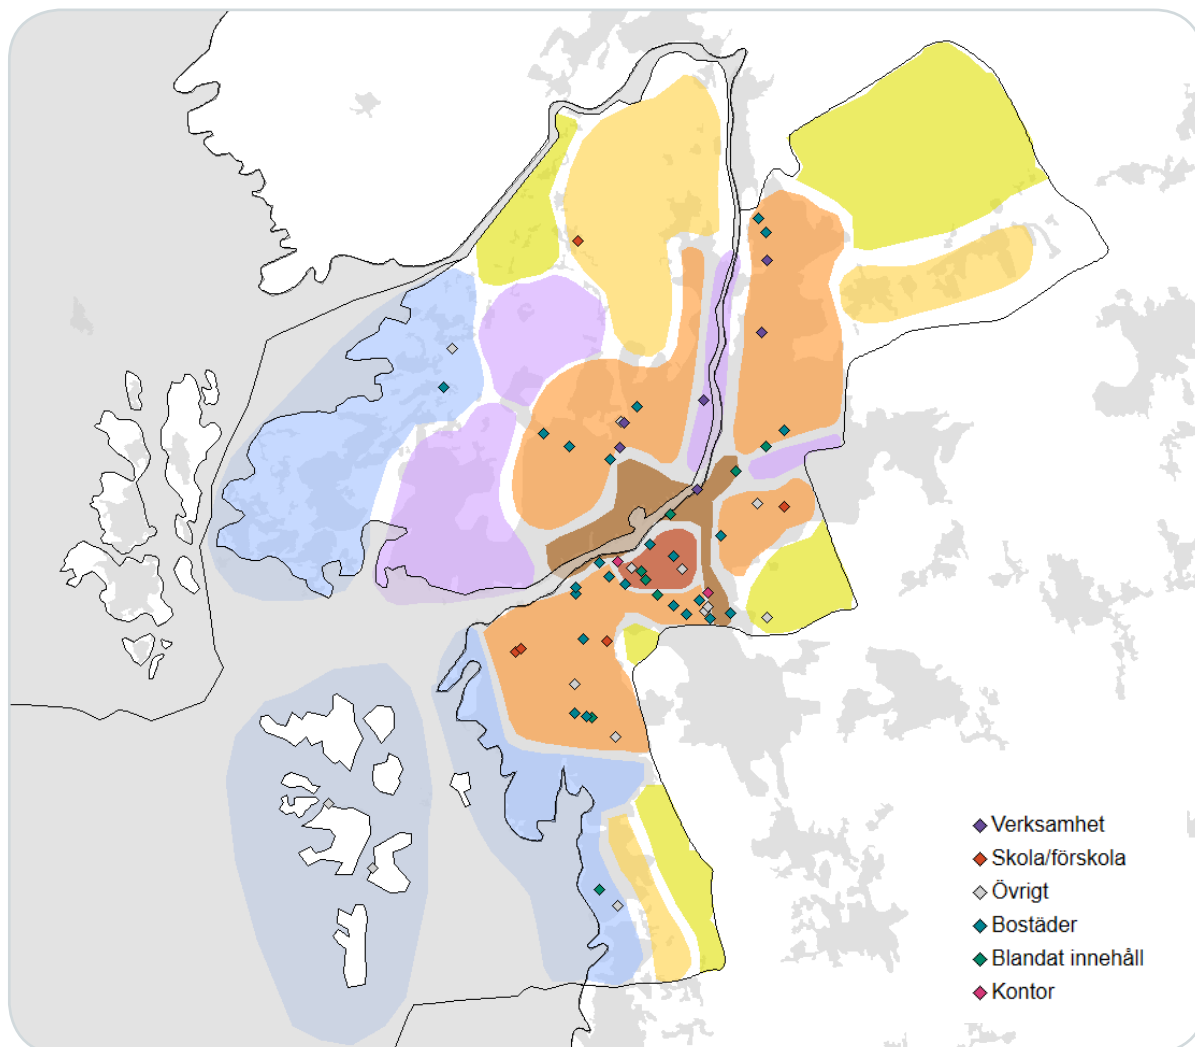 Verksamhet
Skola/förskola
Övrigt
Bostäder
Blandat innehåll
Kontor